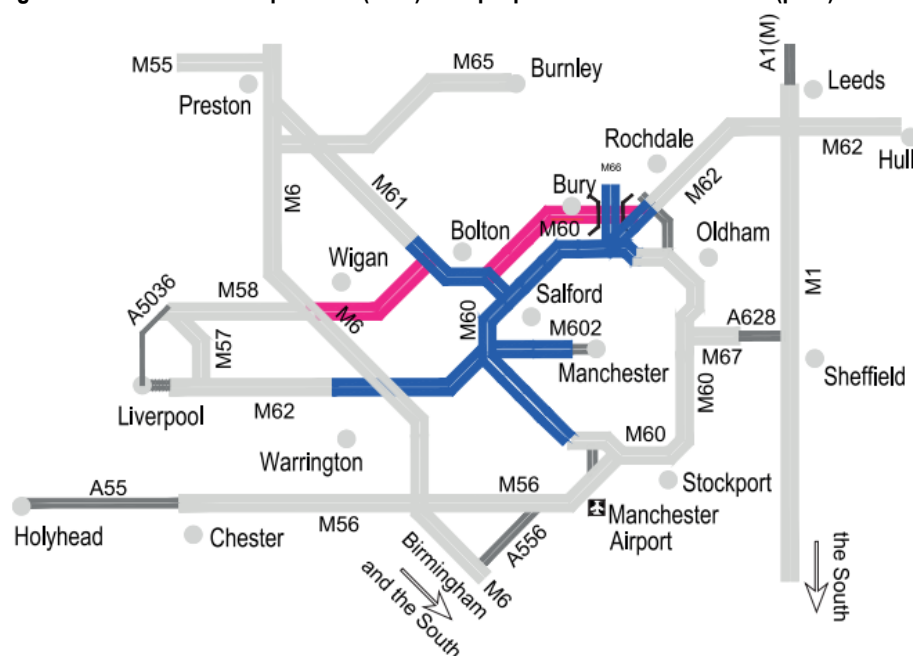 A1(M)
M55
Preston
M65
Burnley
Leeds
Rochdale
M62
Hull
M66
M62
Bury
M6
M61
M60
Bolton
Oldham
Wigan
M1
A5036
M58
M6
M60
Salford
M602
A628
M57
Manchester
M67
Sheffield
Liverpool
M62
M60
Warrington
M60
Stockport
A55
M56
Holyhead
Chester
M56
Manchester
Airport
A556
Birmingham
and the South
M6
the South